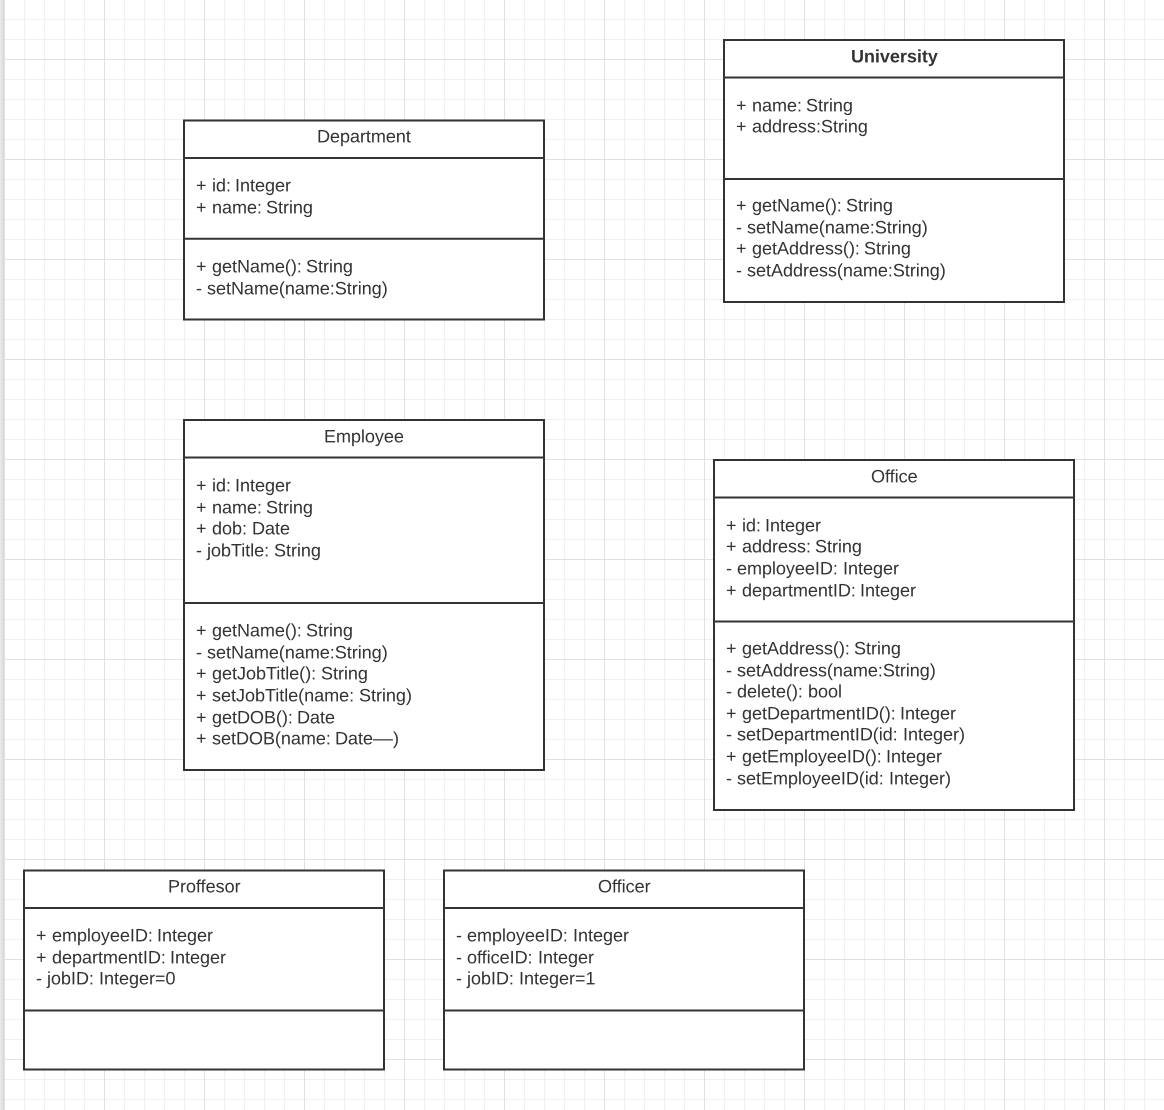 University
+ name: String
+ address:String
+ getName(): String
- setName(name:String)
+ getAddress(): String
- setAddress(name:String)
Department
+ id: Integer
+ name: String
+ getName(): String
- setName(name:String)
Employee
+ id: Integer
+ name: String
+ dob: Date
- jobTitle: String
+ getName(): String
- setName(name:String)
+ getJobTitle(): String
+ setJobTitle(name: String)
+ getDOB(): Date
+ setDOB(name: Date—)
Office
+ id: Integer
+ address: String
- employeeID: Integer
+ departmentID: Integer
+ getAddress(): String
- setAddress(name:String)
- delete(): bool
+ getDepartmentID(): Integer
- setDepartmentID(id: Integer)
+ getEmployeeID(): Integer
- setEmployeeID(id: Integer)
Proffesor
+ employeeID: Integer
+ departmentID: Integer
- jobID: Integer=0
Officer
- employeeID: Integer
- officeID: Integer
- jobID: Integer=1